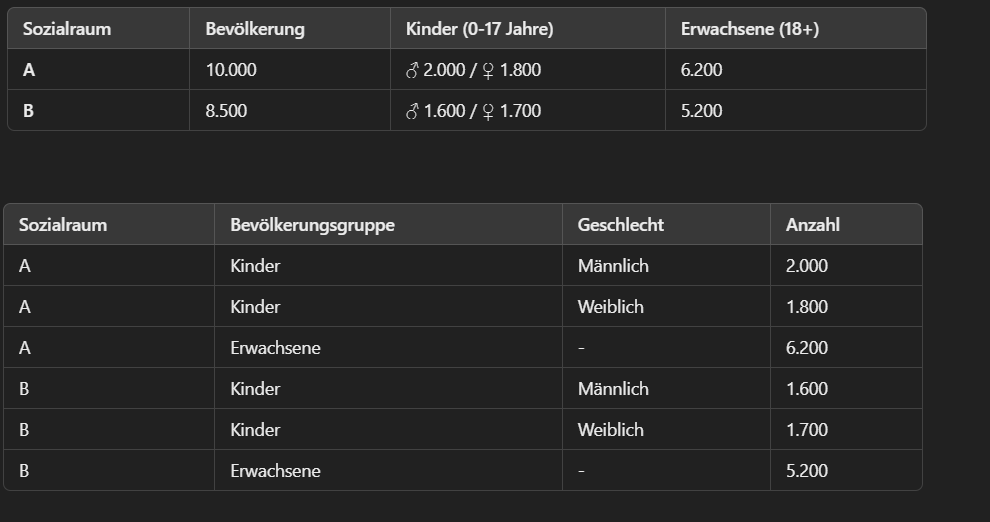 Sozialraum Bevölkerung Kinder (0-17 Jahre) Erwachsene (18+)
A 10.000 ♂ 2.000 / ♀ 1.800 6.200
B 8.500 ♂ 1.600 / ♀ 1.700 5.200
Sozialraum Bevölkerungsgruppe Geschlecht Anzahl
A Kinder Männlich 2.000
A Kinder Weiblich 1.800
A Erwachsene - 6.200
B Kinder Männlich 1.600
B Kinder Weiblich 1.700
B Erwachsene - 5.200